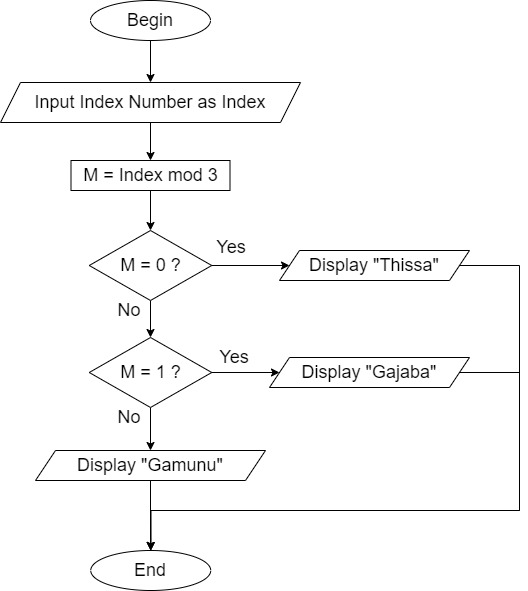 Begin
Input Index Number as Index
M = Index mod 3
M = 0 ?
Yes
Display "Thissa"
No
M = 1 ?
Yes
Display "Gajaba"
No
Display "Gamunu"
End